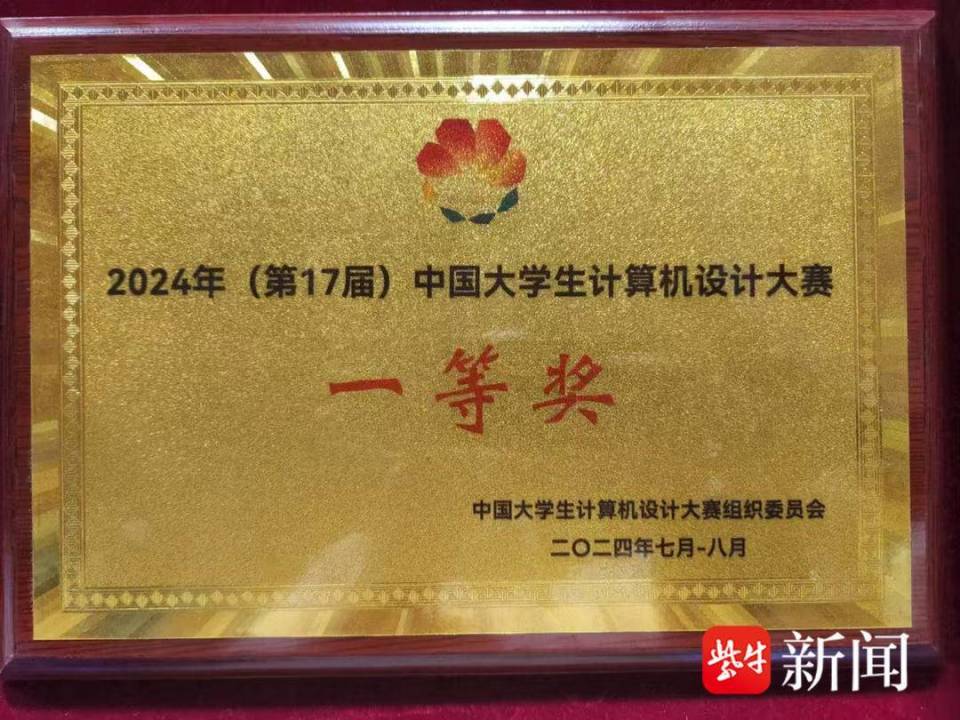 2024年（第17届）中国大学生计算机设计大赛
一等奖
中国大学生计算机设计大赛组织委员会
二〇二四年七月-八月
紫牛 新闻